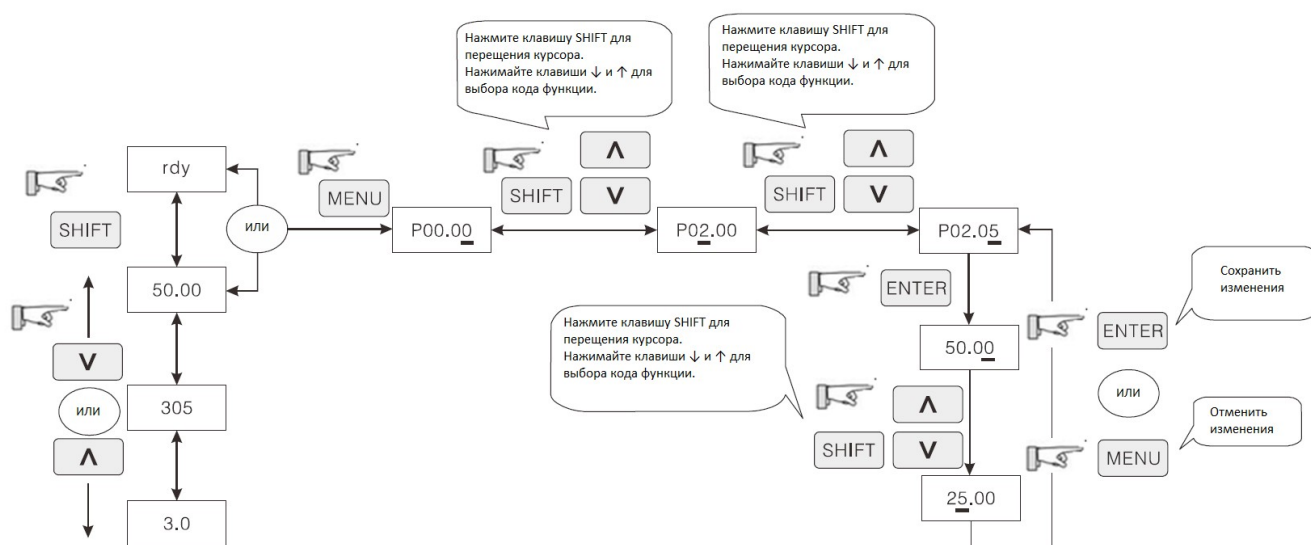 Нажмите клавишу SHIFT для
перещения курсора.
Нажимайте клавиши ↓ и ↑ для
выбора кода функции.
Нажмите клавишу SHIFT для
перещения курсора.
Нажимайте клавиши ↓ и ↑ для
выбора кода функции.
rdy
MENU
SHIFT
Λ
V
SHIFT
Λ
V
SHIFT
или
P00.00
P02.00
P02.05
50.00
ENTER
Сохранить
изменения
ENTER
V
Нажмите клавишу SHIFT для
перещения курсора.
Нажимайте клавиши ↓ и ↑ для
выбора кода функции.
50.00
или
305
или
Λ
SHIFT
Λ
V
Отменить
изменения
MENU
3.0
25.00